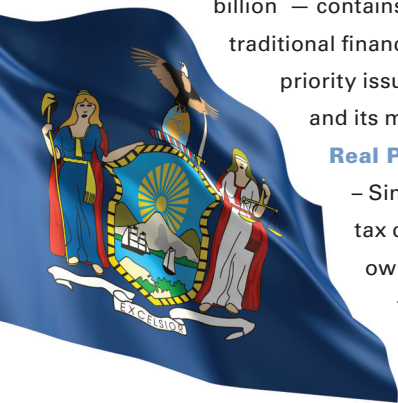 billion — contains
traditional financ
priority issu
and its m
Real P
– Sin
tax c
ow
EXCELSIOR